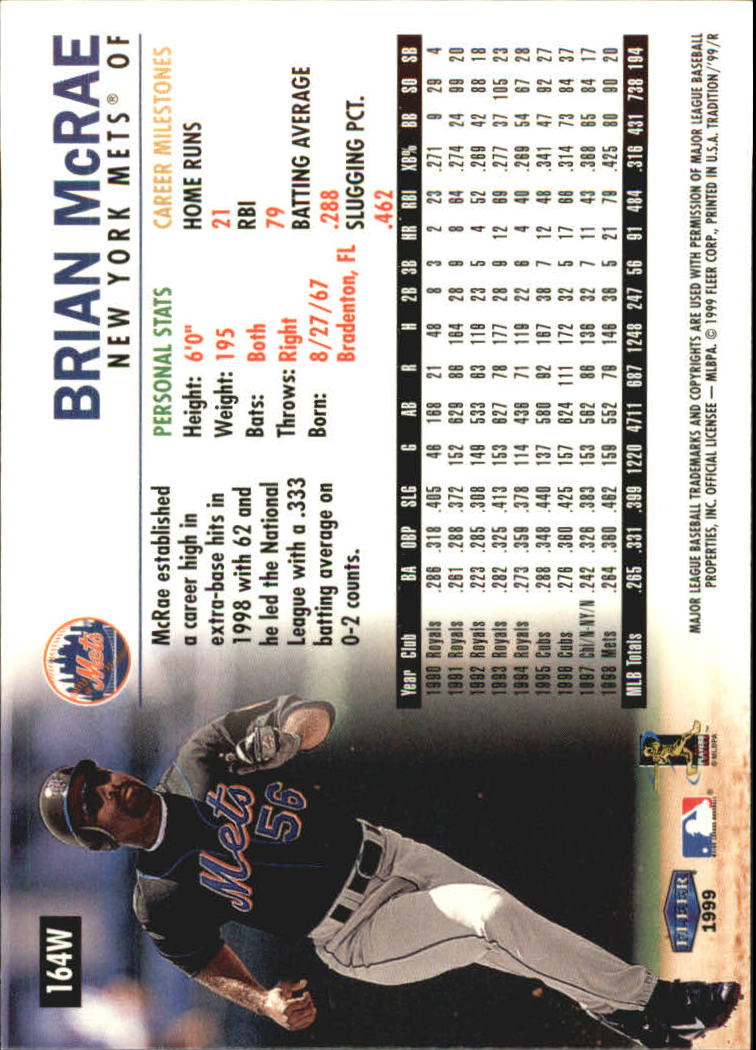 164W
Mets
BRIAN McRAE
NEW YORK METS® OF
McRae established
a career high in
extra-base hits in
1998 with 62 and
he led the National
League with a .333
batting average on
0-2 counts.
PERSONAL STATS
Height: 6'0"
Weight: 195
Bats: Both
Throws: Right
Born: 8/27/67
Bradenton, FL
CAREER MILESTONES
HOME RUNS
21
RBI
79
BATTING AVERAGE
.288
SLUGGING PCT.
.462
Year Club BA OBP SLG G AB R H 2B 3B HR RBI XB% BB SO SB
1990 Royals .286 .318 .405 46 168 21 48 8 3 2 23 .271 9 29 4
1991 Royals .261 .288 .372 152 629 86 164 28 9 8 64 .274 24 99 20
1992 Royals .223 .285 .308 149 533 63 119 23 5 4 52 .269 42 88 18
1993 Royals .282 .325 .413 153 627 78 177 28 9 12 69 .277 37 105 23
1994 Royals .273 .359 .378 114 436 71 119 22 6 4 40 .269 54 67 28
1995 Cubs .288 .348 .440 137 580 92 167 38 7 12 48 .341 47 92 27
1996 Cubs .276 .360 .425 157 624 111 172 32 5 17 66 .314 73 84 37
1997 Chi/N-NY/N .242 .326 .383 153 562 86 136 32 7 11 43 .368 65 84 17
1998 Mets .264 .360 .462 159 552 79 146 36 5 21 79 .425 80 90 20
MLB Totals .265 .331 .399 1220 4711 687 1248 247 56 91 484 .316 431 738 194
Mets
56
FLEER
1999
PLAYERS
© MLBPA
MAJOR LEAGUE BASEBALL TRADEMARKS AND COPYRIGHTS ARE USED WITH PERMISSION OF MAJOR LEAGUE BASEBALL
PROPERTIES, INC. OFFICIAL LICENSEE — MLBPA. © 1999 FLEER CORP., PRINTED IN U.S.A. TRADITION/'99/R